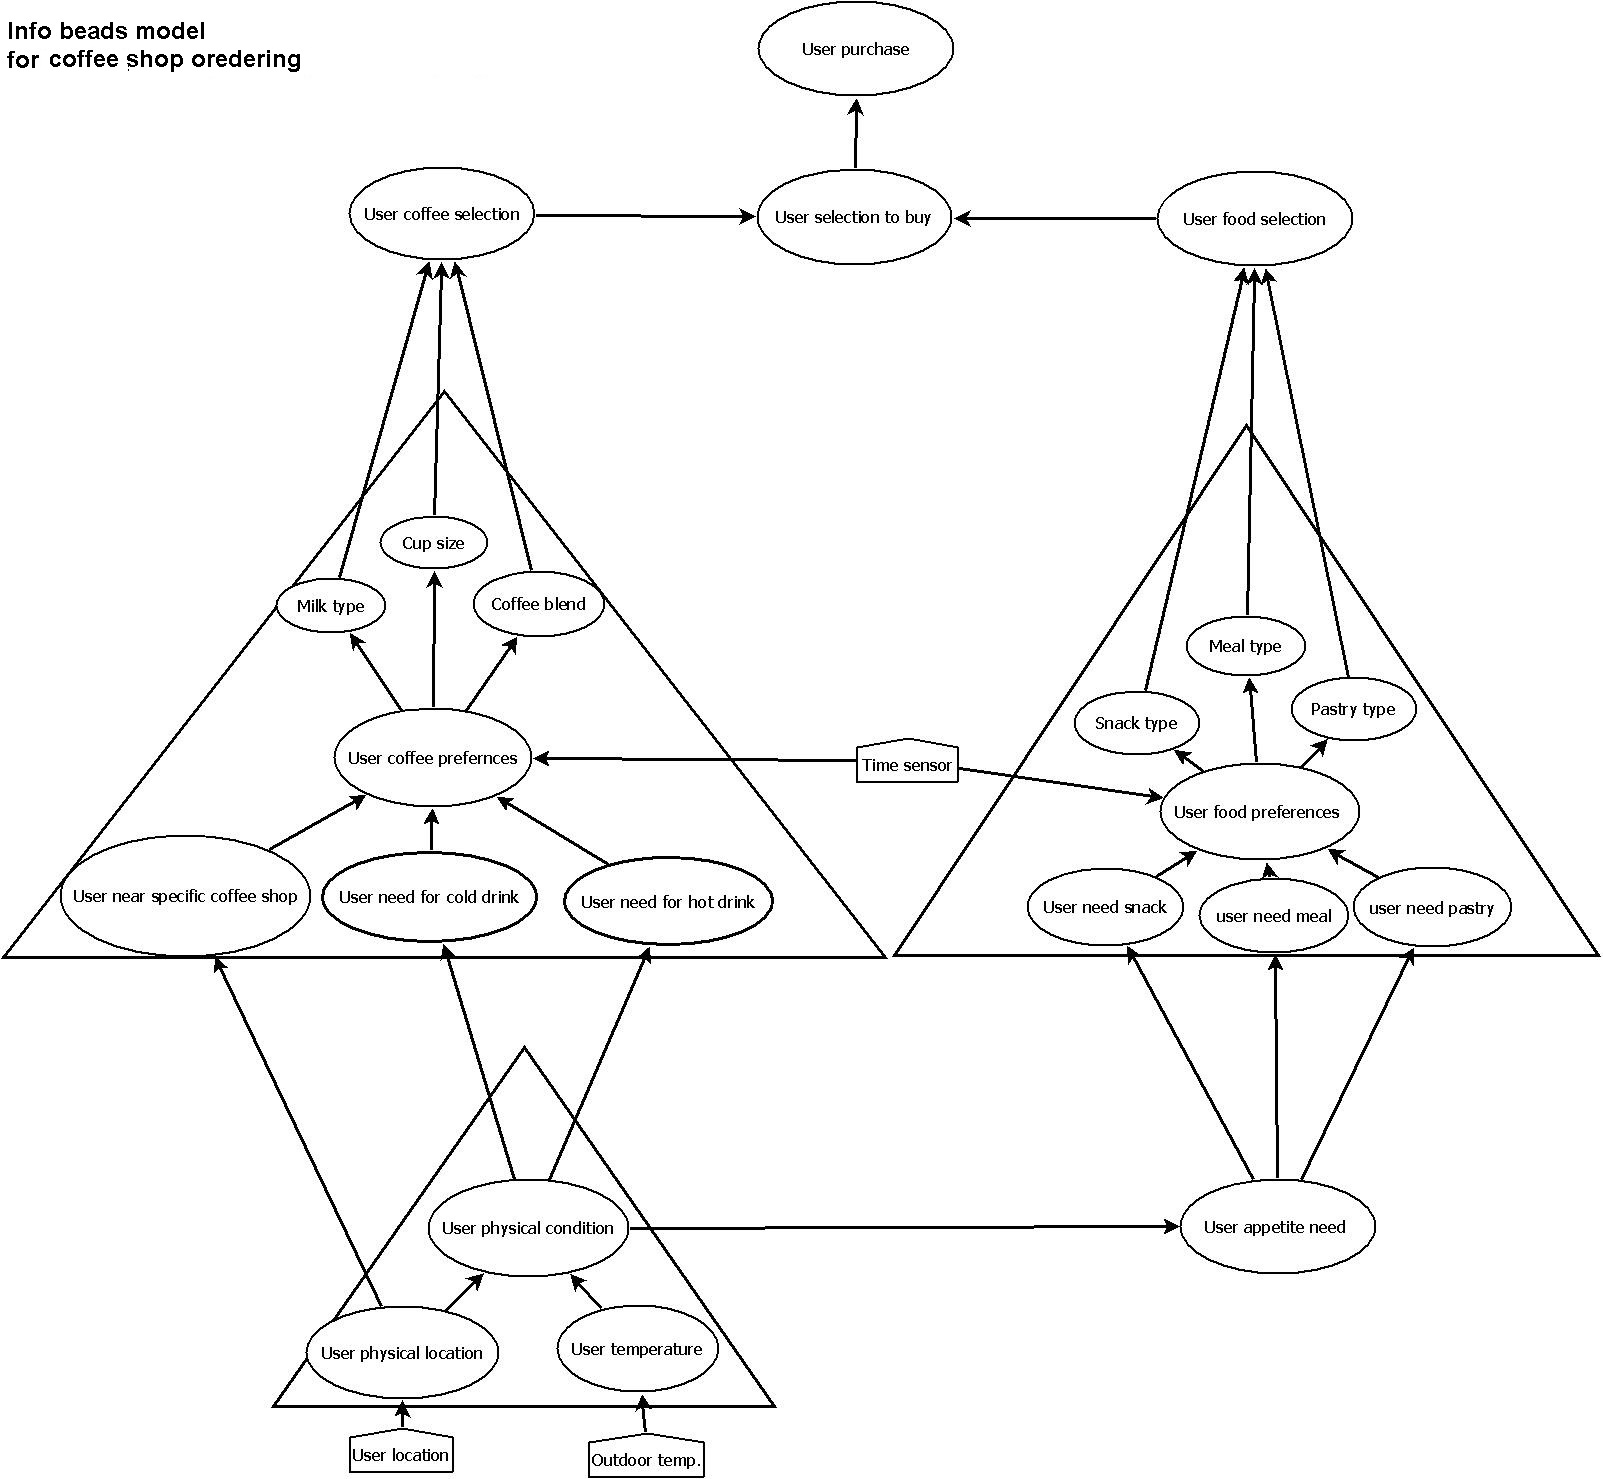 Info beads model
for coffee shop oredering
User purchase
User coffee selection
User selection to buy
User food selection
Cup size
Milk type
Coffee blend
Meal type
Snack type
Pastry type
User coffee prefernces
Time sensor
User food preferences
User near specific coffee shop
User need for cold drink
User need for hot drink
User need snack
user need meal
user need pastry
User physical condition
User appetite need
User physical location
User temperature
User location
Outdoor temp.